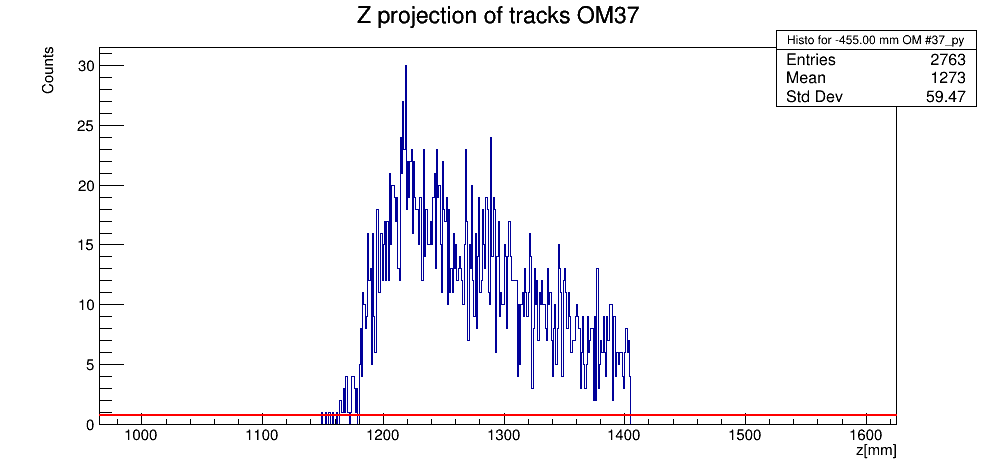 Z projection of tracks OM37
Histo for -455.00 mm OM #37_py
Entries 2763
Mean 1273
Std Dev 59.47
Counts
30
25
20
15
10
5
0
1000 1100 1200 1300 1400 1500 1600
z[mm]